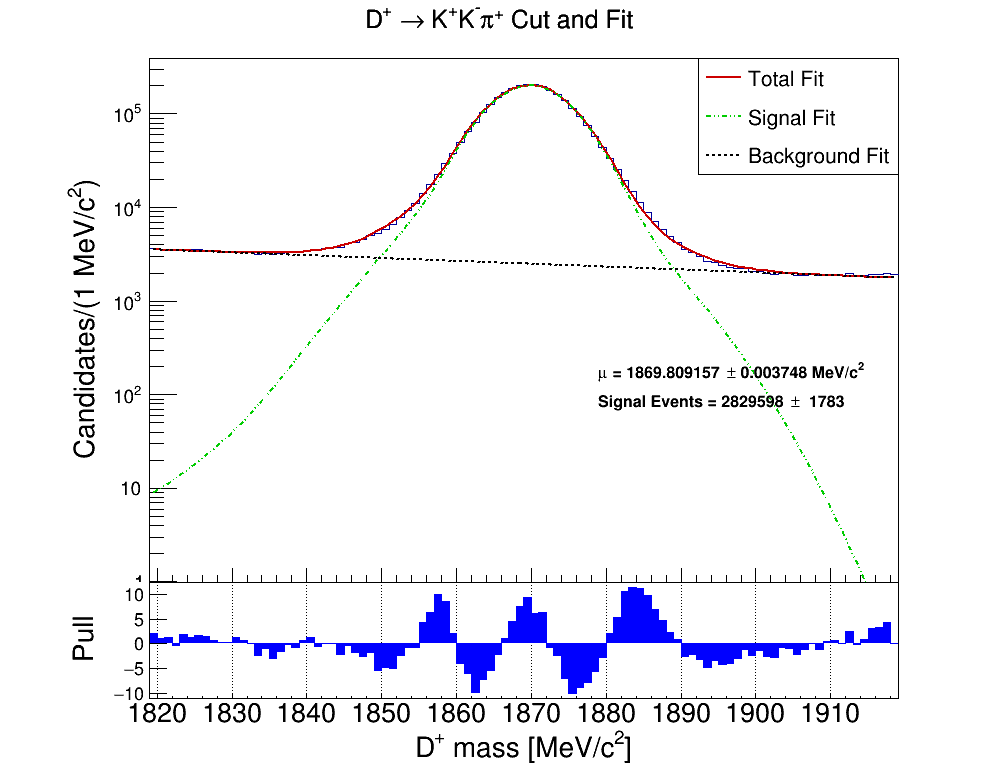 D⁺ → K⁺K⁻π⁺ Cut and Fit
Total Fit
Signal Fit
Background Fit
Candidates/(1 MeV/c²)
10⁵
10⁴
10³
10²
10
1
μ = 1869.809157 ± 0.003748 MeV/c²
Signal Events = 2829598 ± 1783
Pull
10
5
0
−5
−10
1820 1830 1840 1850 1860 1870 1880 1890 1900 1910
D⁺ mass [MeV/c²]